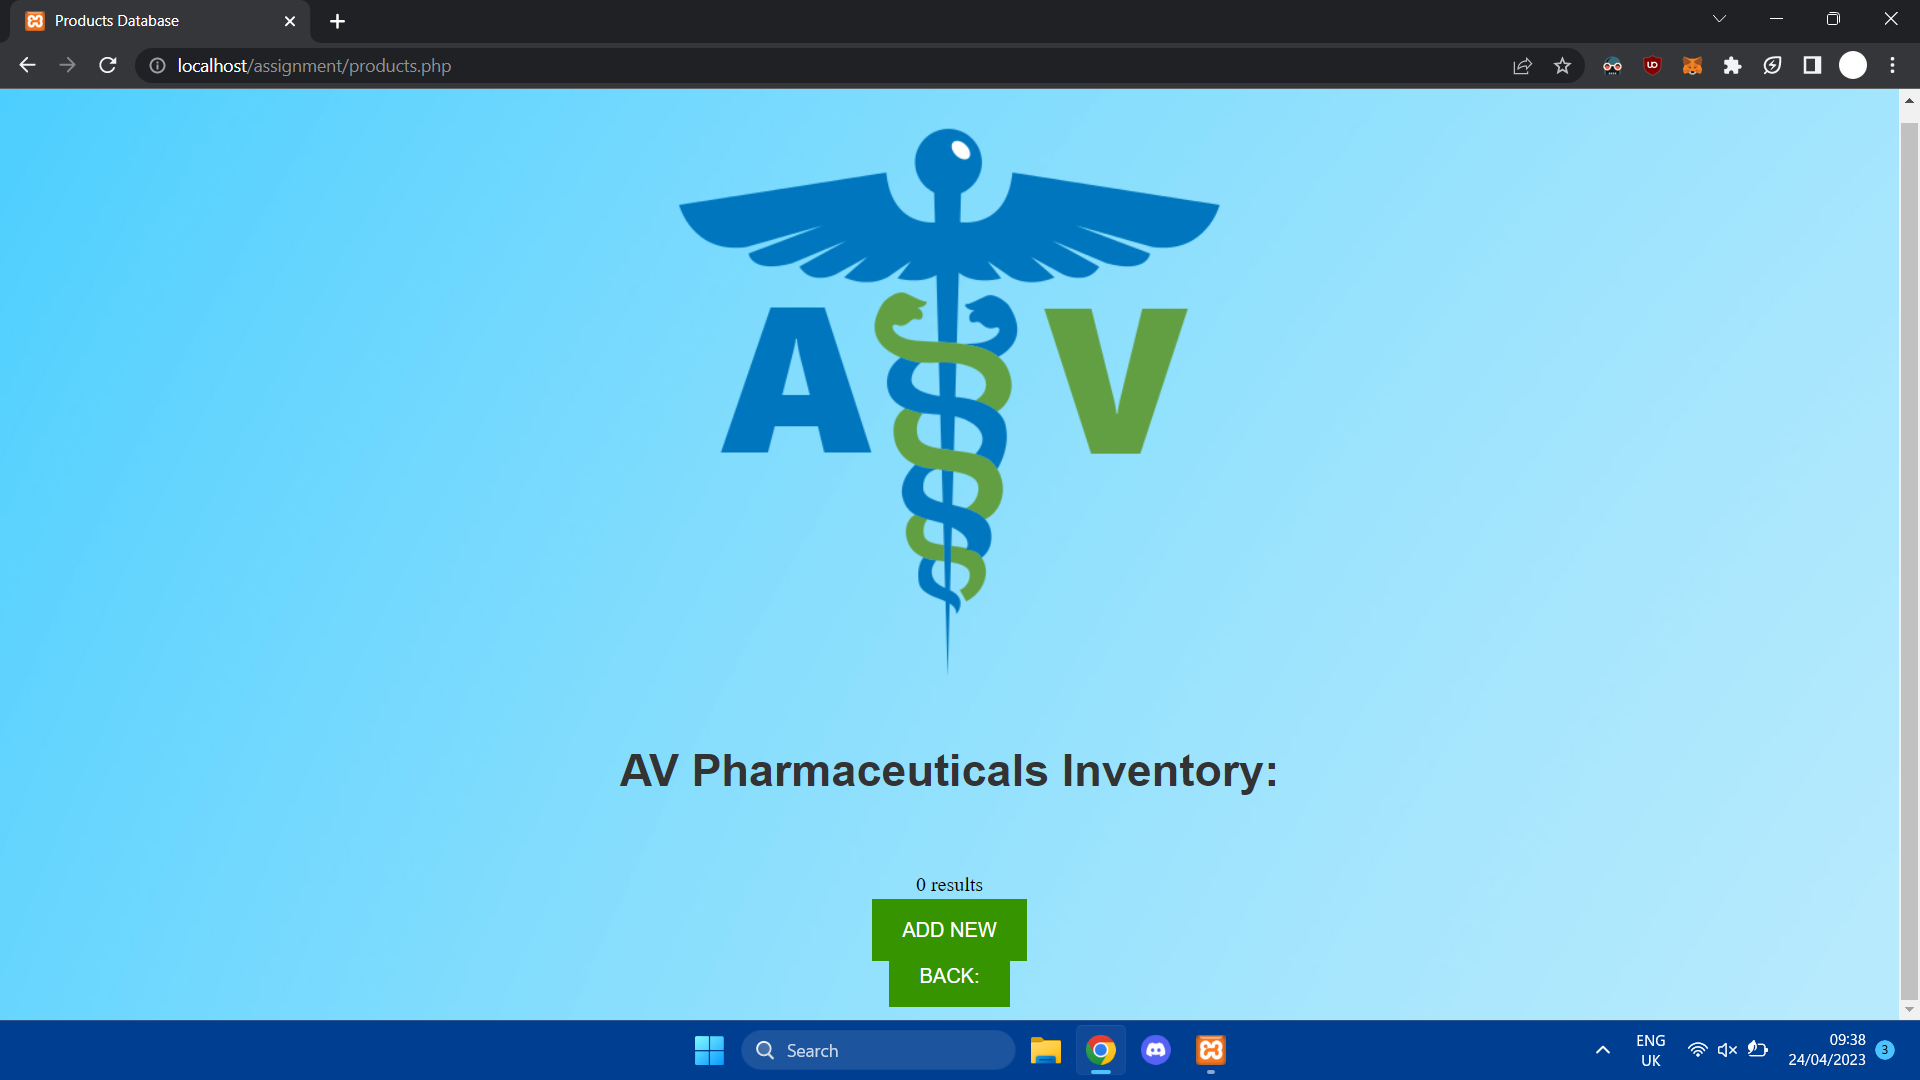 Products Database
localhost/assignment/products.php
A V
AV Pharmaceuticals Inventory:
0 results
ADD NEW
BACK:
Search
ENG
UK
09:38
24/04/2023
3